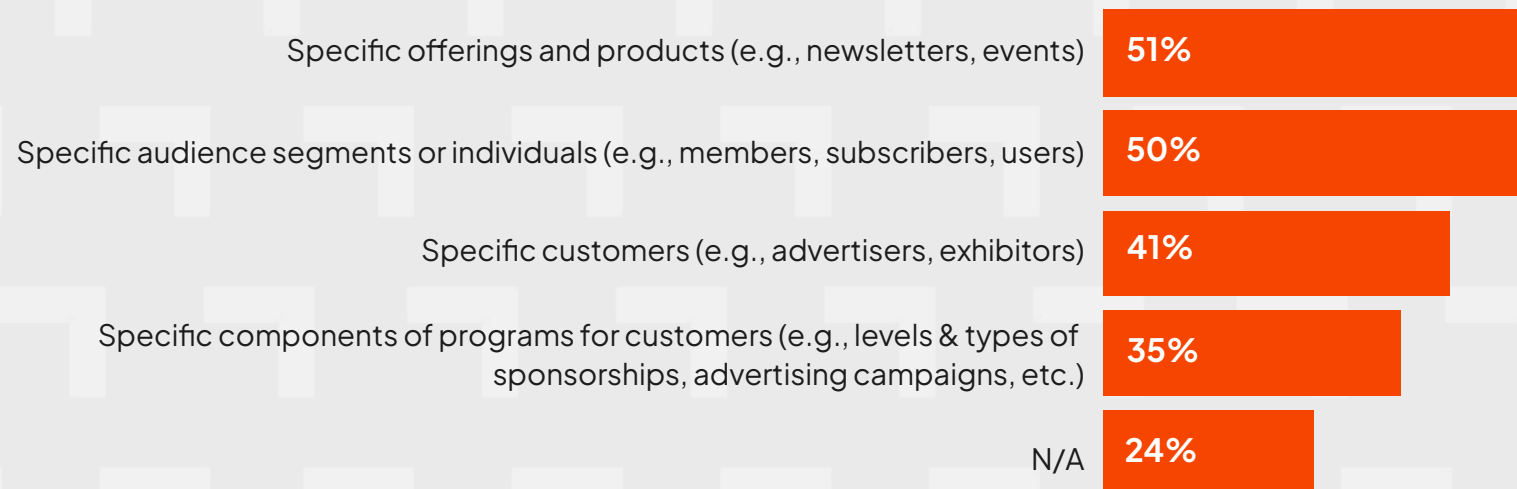 Specific offerings and products (e.g., newsletters, events)
51%
Specific audience segments or individuals (e.g., members, subscribers, users)
50%
Specific customers (e.g., advertisers, exhibitors)
41%
Specific components of programs for customers (e.g., levels & types of
sponsorships, advertising campaigns, etc.)
35%
N/A
24%